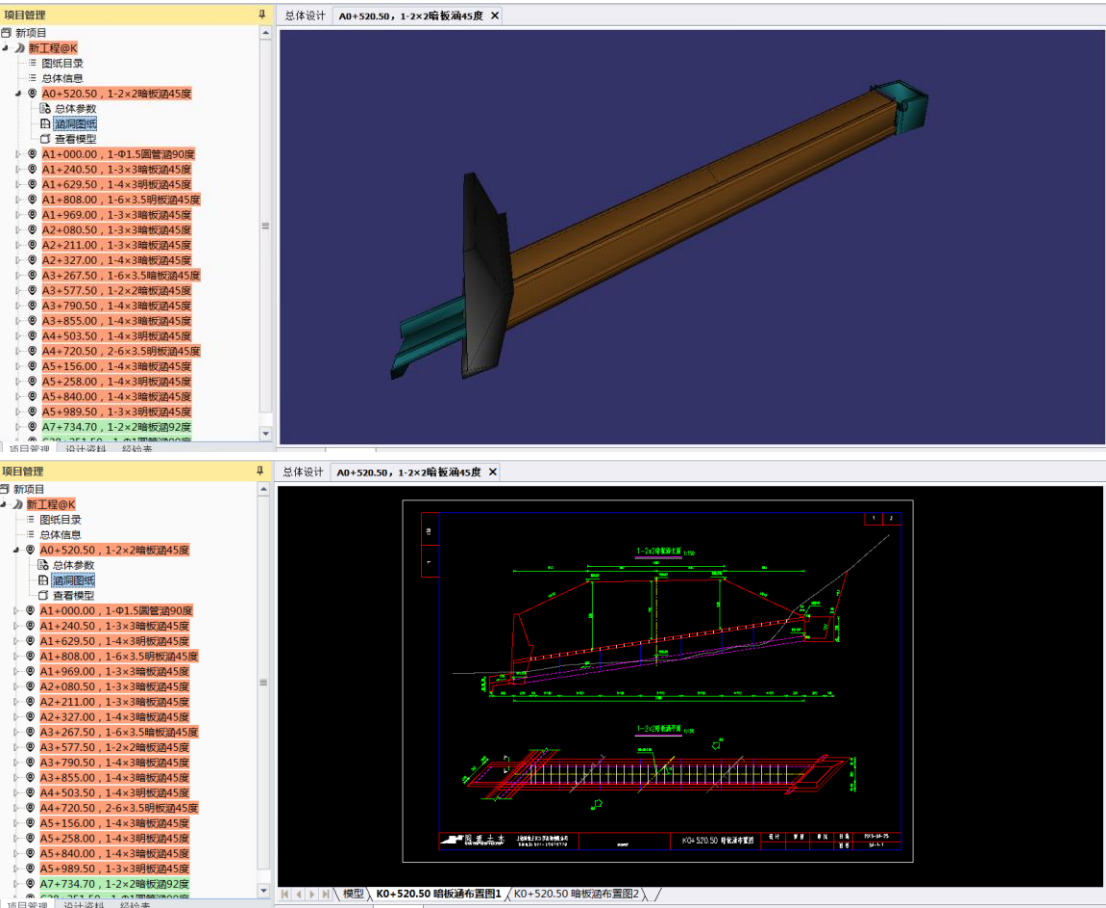 项目管理
总体设计 A0+520.50，1-2×2暗板涵45度
新项目
新工程@K
图纸目录
总体信息
A0+520.50，1-2×2暗板涵45度
总体参数
涵洞图纸
查看模型
A1+000.00，1-Φ1.5圆管涵90度
A1+240.50，1-3×3暗板涵45度
A1+629.50，1-4×3明板涵45度
A1+808.00，1-6×3.5明板涵45度
A1+969.00，1-3×3暗板涵45度
A2+080.50，1-3×3暗板涵45度
A2+211.00，1-3×3暗板涵45度
A2+327.00，1-4×3暗板涵45度
A3+267.50，1-6×3.5暗板涵45度
A3+577.50，1-2×2暗板涵45度
A3+790.50，1-4×3暗板涵45度
A3+855.00，1-4×3暗板涵45度
A4+503.50，1-4×3明板涵45度
A4+720.50，2-6×3.5明板涵45度
A5+156.00，1-4×3暗板涵45度
A5+258.00，1-4×3明板涵45度
A5+840.00，1-4×3暗板涵45度
A5+989.50，1-3×3明板涵45度
A7+734.70，1-2×2暗板涵92度
项目管理 设计资料 经验表
项目管理
总体设计 A0+520.50，1-2×2暗板涵45度
新项目
新工程@K
图纸目录
总体信息
A0+520.50，1-2×2暗板涵45度
总体参数
涵洞图纸
查看模型
A1+000.00，1-Φ1.5圆管涵90度
A1+240.50，1-3×3暗板涵45度
A1+629.50，1-4×3明板涵45度
A1+808.00，1-6×3.5明板涵45度
A1+969.00，1-3×3暗板涵45度
A2+080.50，1-3×3暗板涵45度
A2+211.00，1-3×3暗板涵45度
A2+327.00，1-4×3暗板涵45度
A3+267.50，1-6×3.5暗板涵45度
A3+577.50，1-2×2暗板涵45度
A3+790.50，1-4×3暗板涵45度
A3+855.00，1-4×3暗板涵45度
A4+503.50，1-4×3明板涵45度
A4+720.50，2-6×3.5明板涵45度
A5+156.00，1-4×3暗板涵45度
A5+258.00，1-4×3明板涵45度
A5+840.00，1-4×3暗板涵45度
A5+989.50，1-3×3明板涵45度
A7+734.70，1-2×2暗板涵92度
K0+520.50 暗板涵布置图
模型 K0+520.50 暗板涵布置图1 K0+520.50 暗板涵布置图2
项目管理 设计资料 经验表